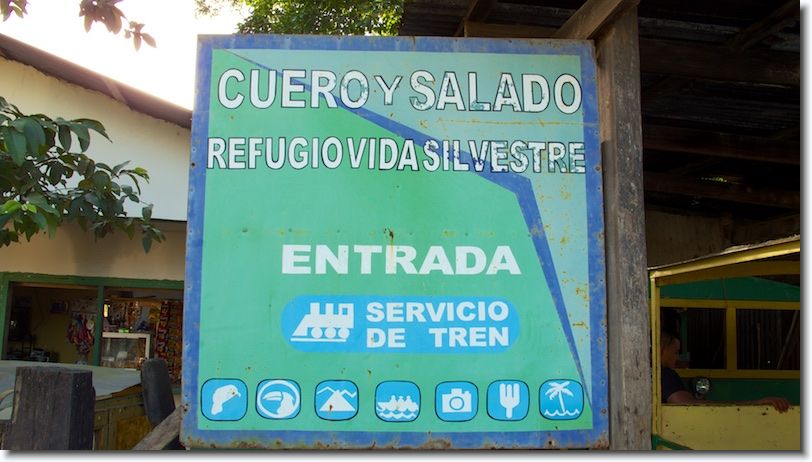 CUERO Y SALADO
REFUGIO VIDA SILVESTRE
ENTRADA
SERVICIO
DE TREN